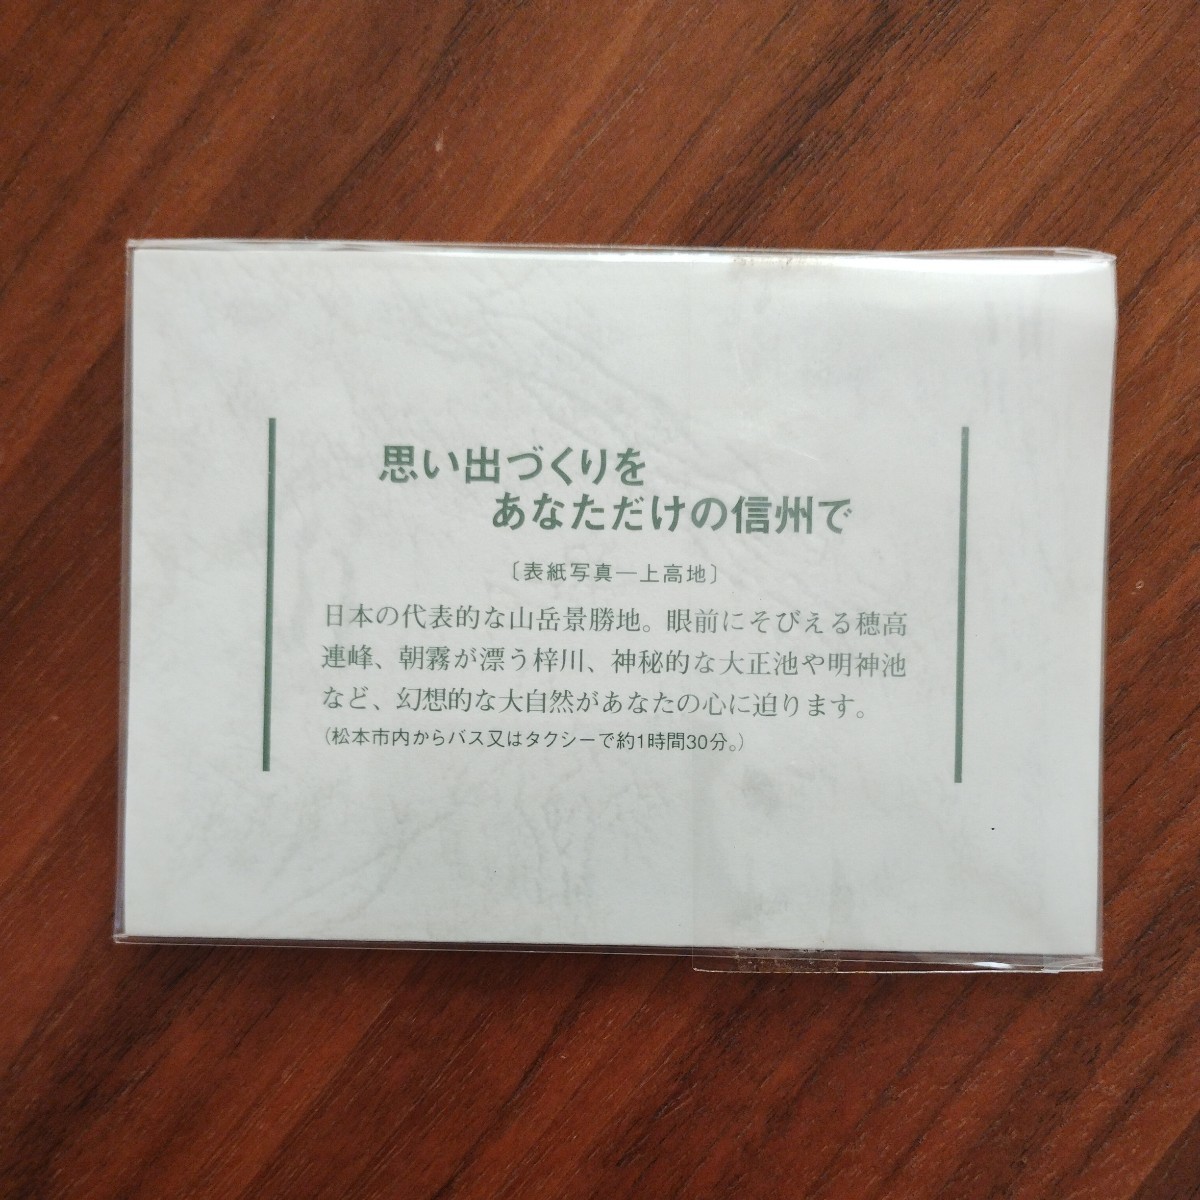 思い出づくりを
あなただけの信州で
〔表紙写真―上高地〕
日本の代表的な山岳景勝地。眼前にそびえる穂高
連峰、朝霧が漂う梓川、神秘的な大正池や明神池
など、幻想的な大自然があなたの心に迫ります。
(松本市内からバス又はタクシーで約1時間30分。)